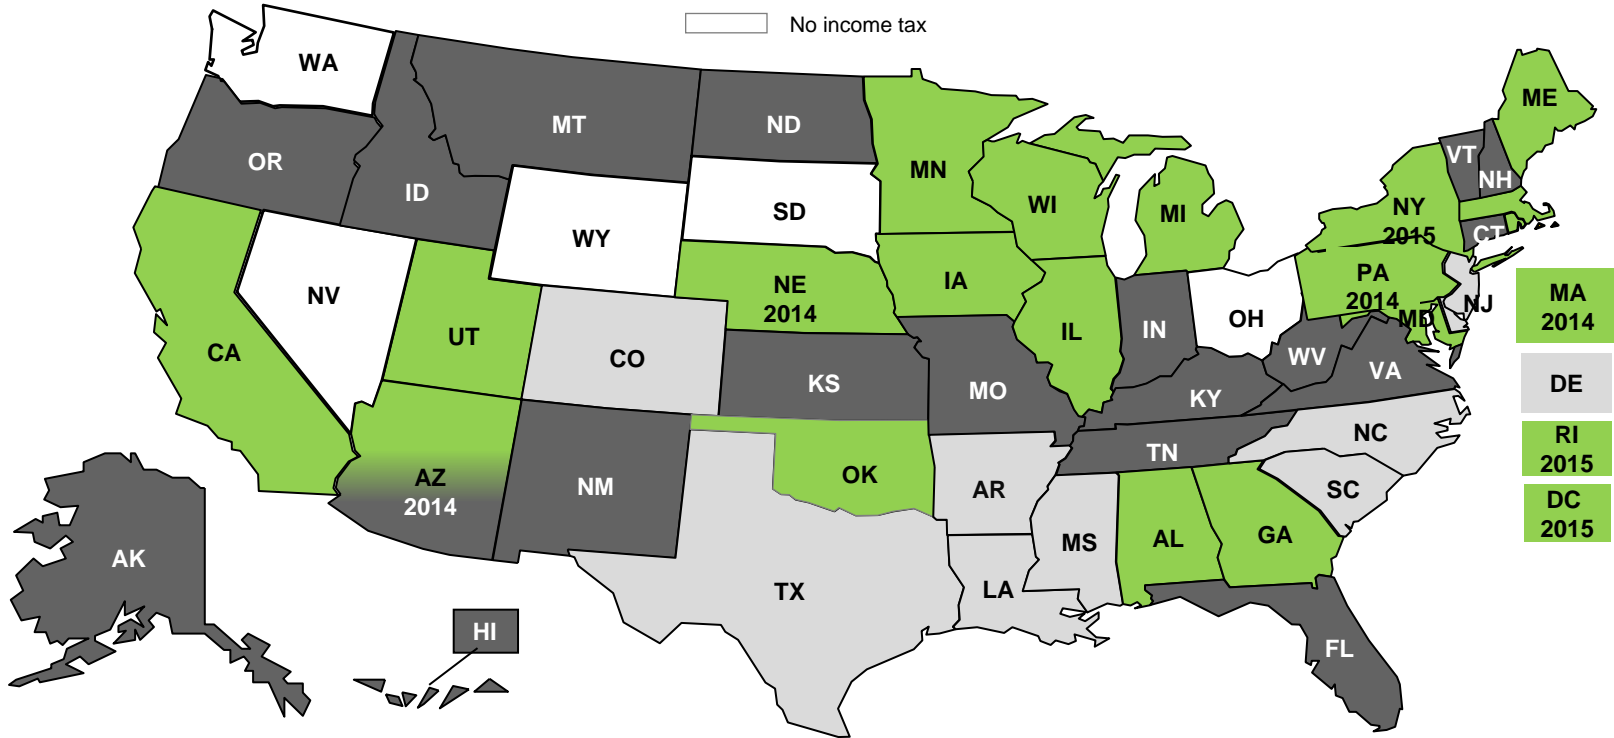 No income tax
WA
MT
ND
ME
OR
ID
MN
VT
NH
SD
WI
MI
NY
2015
CT
WY
NV
NE
2014
IA
PA
2014
NJ
MA
2014
UT
CO
IL
IN
OH
MD
CA
KS
MO
WV
VA
DE
KY
NC
TN
RI
2015
AZ
2014
NM
OK
AR
SC
DC
2015
MS
AL
GA
AK
TX
LA
HI
FL